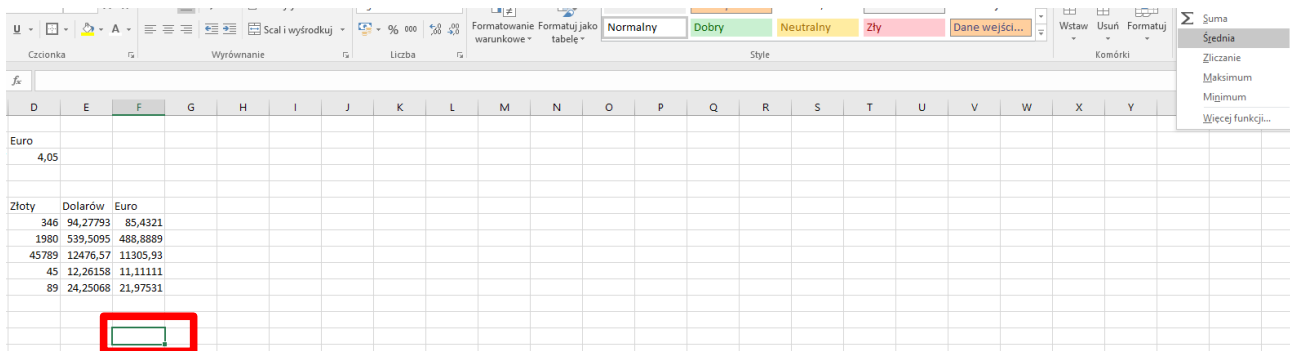 Σ Suma
U A Scal i wyśrodkuj % 000 Formatowanie Formatuj jako Normalny Dobry Neutralny Zły Dane wejści... Wstaw Usuń Formatuj
warunkowe tabelę
Średnia
Czcionka Wyrównanie Liczba Style Komórki
Zliczanie
fx
Maksimum
Minimum
D E F G H I J K L M N O P Q R S T U V W X Y
Więcej funkcji...
Euro
4,05
Złoty Dolarów Euro
346 94,27793 85,4321
1980 539,5095 488,8889
45789 12476,57 11305,93
45 12,26158 11,11111
89 24,25068 21,97531